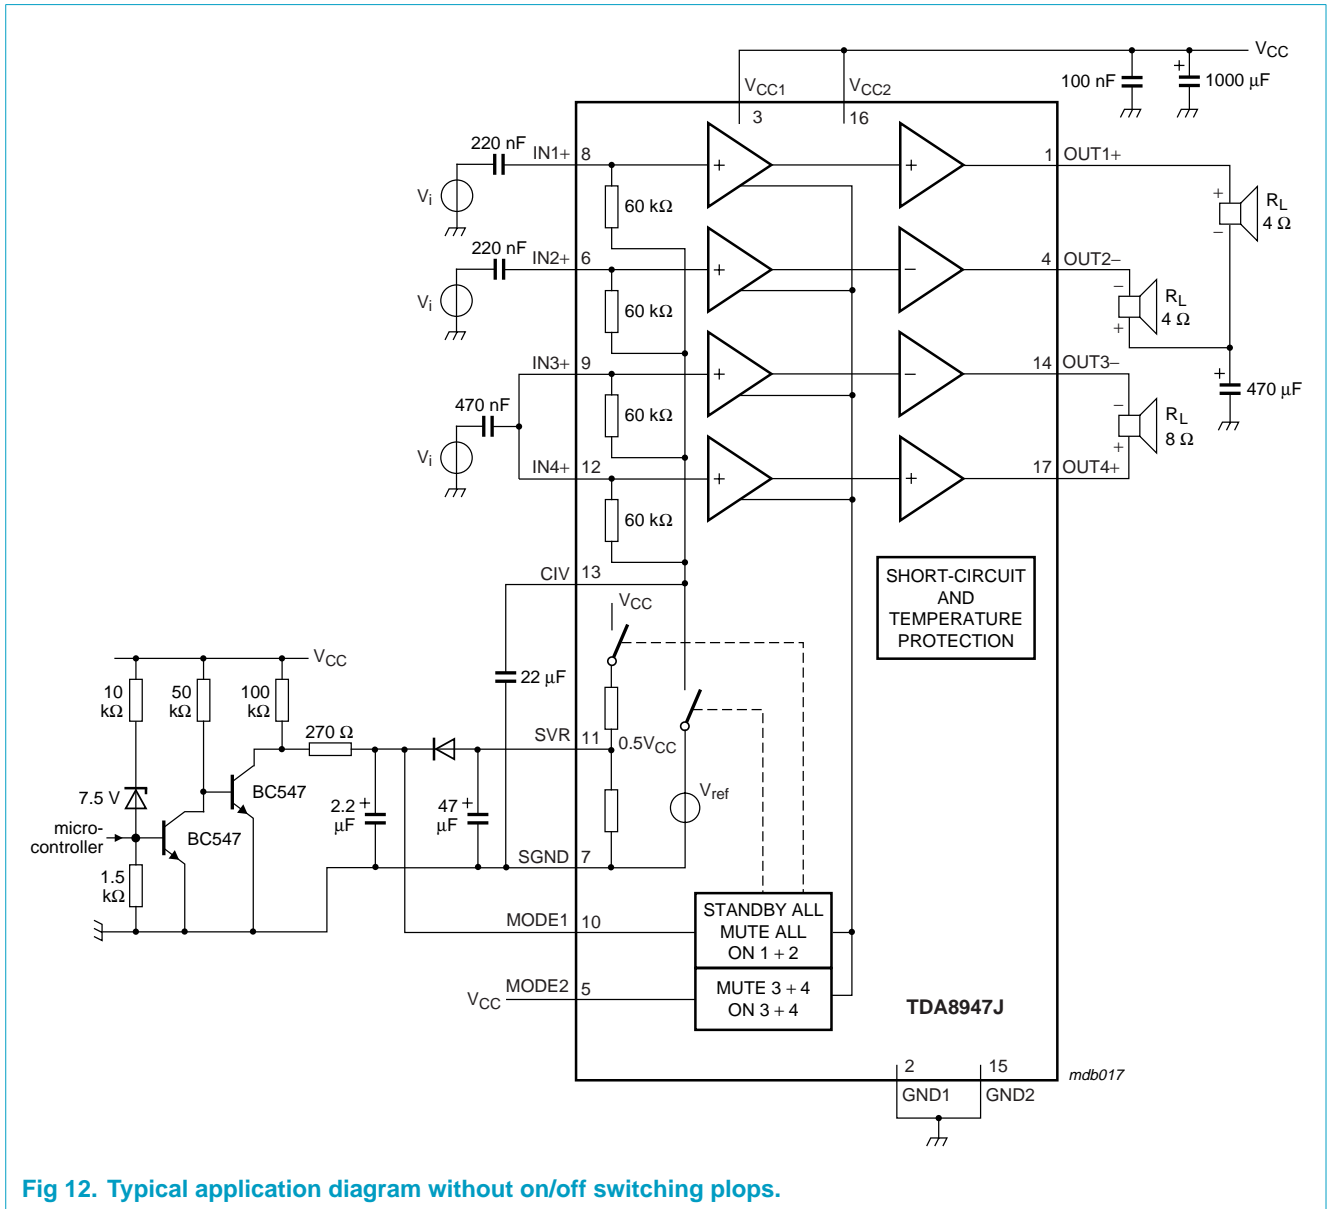 VCC
VCC1
VCC2
100 nF
+
1000 µF
3
16
220 nF
IN1+
8
+
+
1
OUT1+
Vi
60 kΩ
+
−
RL
4 Ω
220 nF
IN2+
6
+
−
4
OUT2−
Vi
60 kΩ
−
+
RL
4 Ω
IN3+
9
+
−
14
OUT3−
470 nF
60 kΩ
+
470 µF
Vi
−
+
RL
8 Ω
IN4+
12
+
+
17
OUT4+
60 kΩ
CIV
13
VCC
SHORT-CIRCUIT
AND
TEMPERATURE
PROTECTION
VCC
10
kΩ
50
kΩ
100
kΩ
22 µF
270 Ω
SVR
11
0.5VCC
7.5 V
BC547
2.2
µF
+
47
µF
+
Vref
micro-
controller
BC547
SGND
7
1.5
kΩ
MODE1
10
STANDBY ALL
MUTE ALL
ON 1 + 2
VCC
MODE2
5
MUTE 3 + 4
ON 3 + 4
TDA8947J
2
15
GND1
GND2
mdb017
Fig 12. Typical application diagram without on/off switching plops.